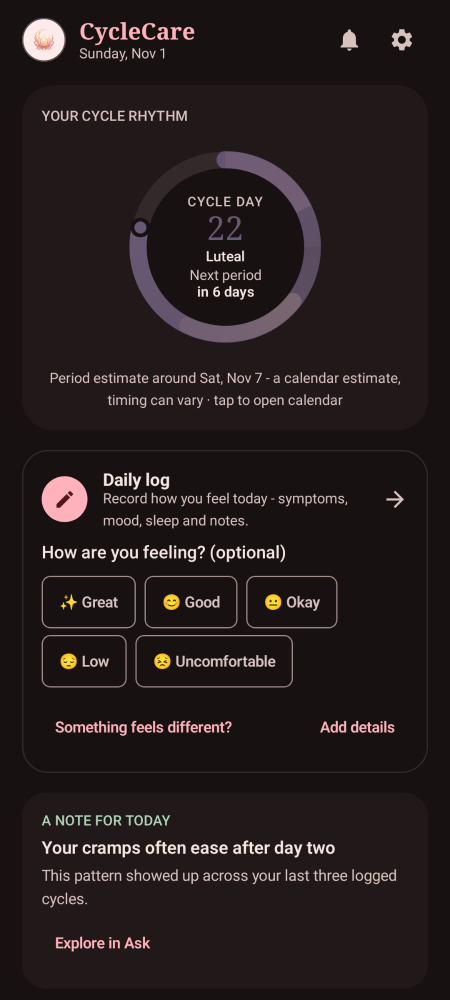 CycleCare
Sunday, Nov 1
YOUR CYCLE RHYTHM
CYCLE DAY
22
Luteal
Next period
in 6 days
Period estimate around Sat, Nov 7 - a calendar estimate,
timing can vary · tap to open calendar
Daily log
Record how you feel today - symptoms,
mood, sleep and notes.
How are you feeling? (optional)
✨ Great
😊 Good
😐 Okay
😔 Low
😣 Uncomfortable
Something feels different?
Add details
A NOTE FOR TODAY
Your cramps often ease after day two
This pattern showed up across your last three logged
cycles.
Explore in Ask